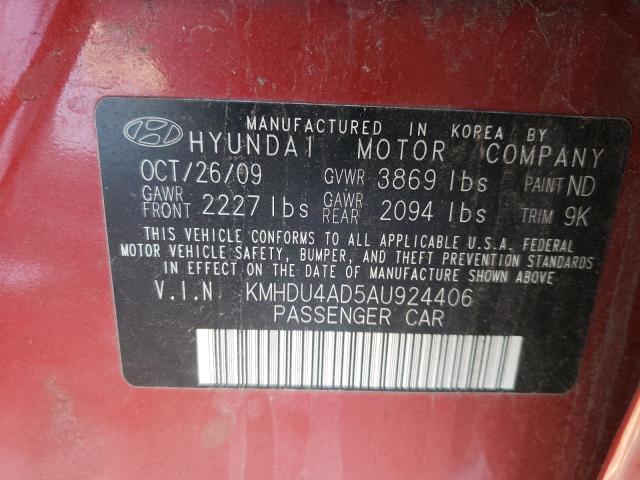 MANUFACTURED IN KOREA BY
HYUNDAI MOTOR COMPANY
OCT/26/09 GVWR 3869 lbs PAINT ND
GAWR FRONT 2227 lbs GAWR REAR 2094 lbs TRIM 9K
THIS VEHICLE CONFORMS TO ALL APPLICABLE U.S.A. FEDERAL
MOTOR VEHICLE SAFETY, BUMPER, AND THEFT PREVENTION STANDARDS
IN EFFECT ON THE DATE OF MANUFACTURE SHOWN ABOVE
V.I.N KMHDU4AD5AU924406
PASSENGER CAR